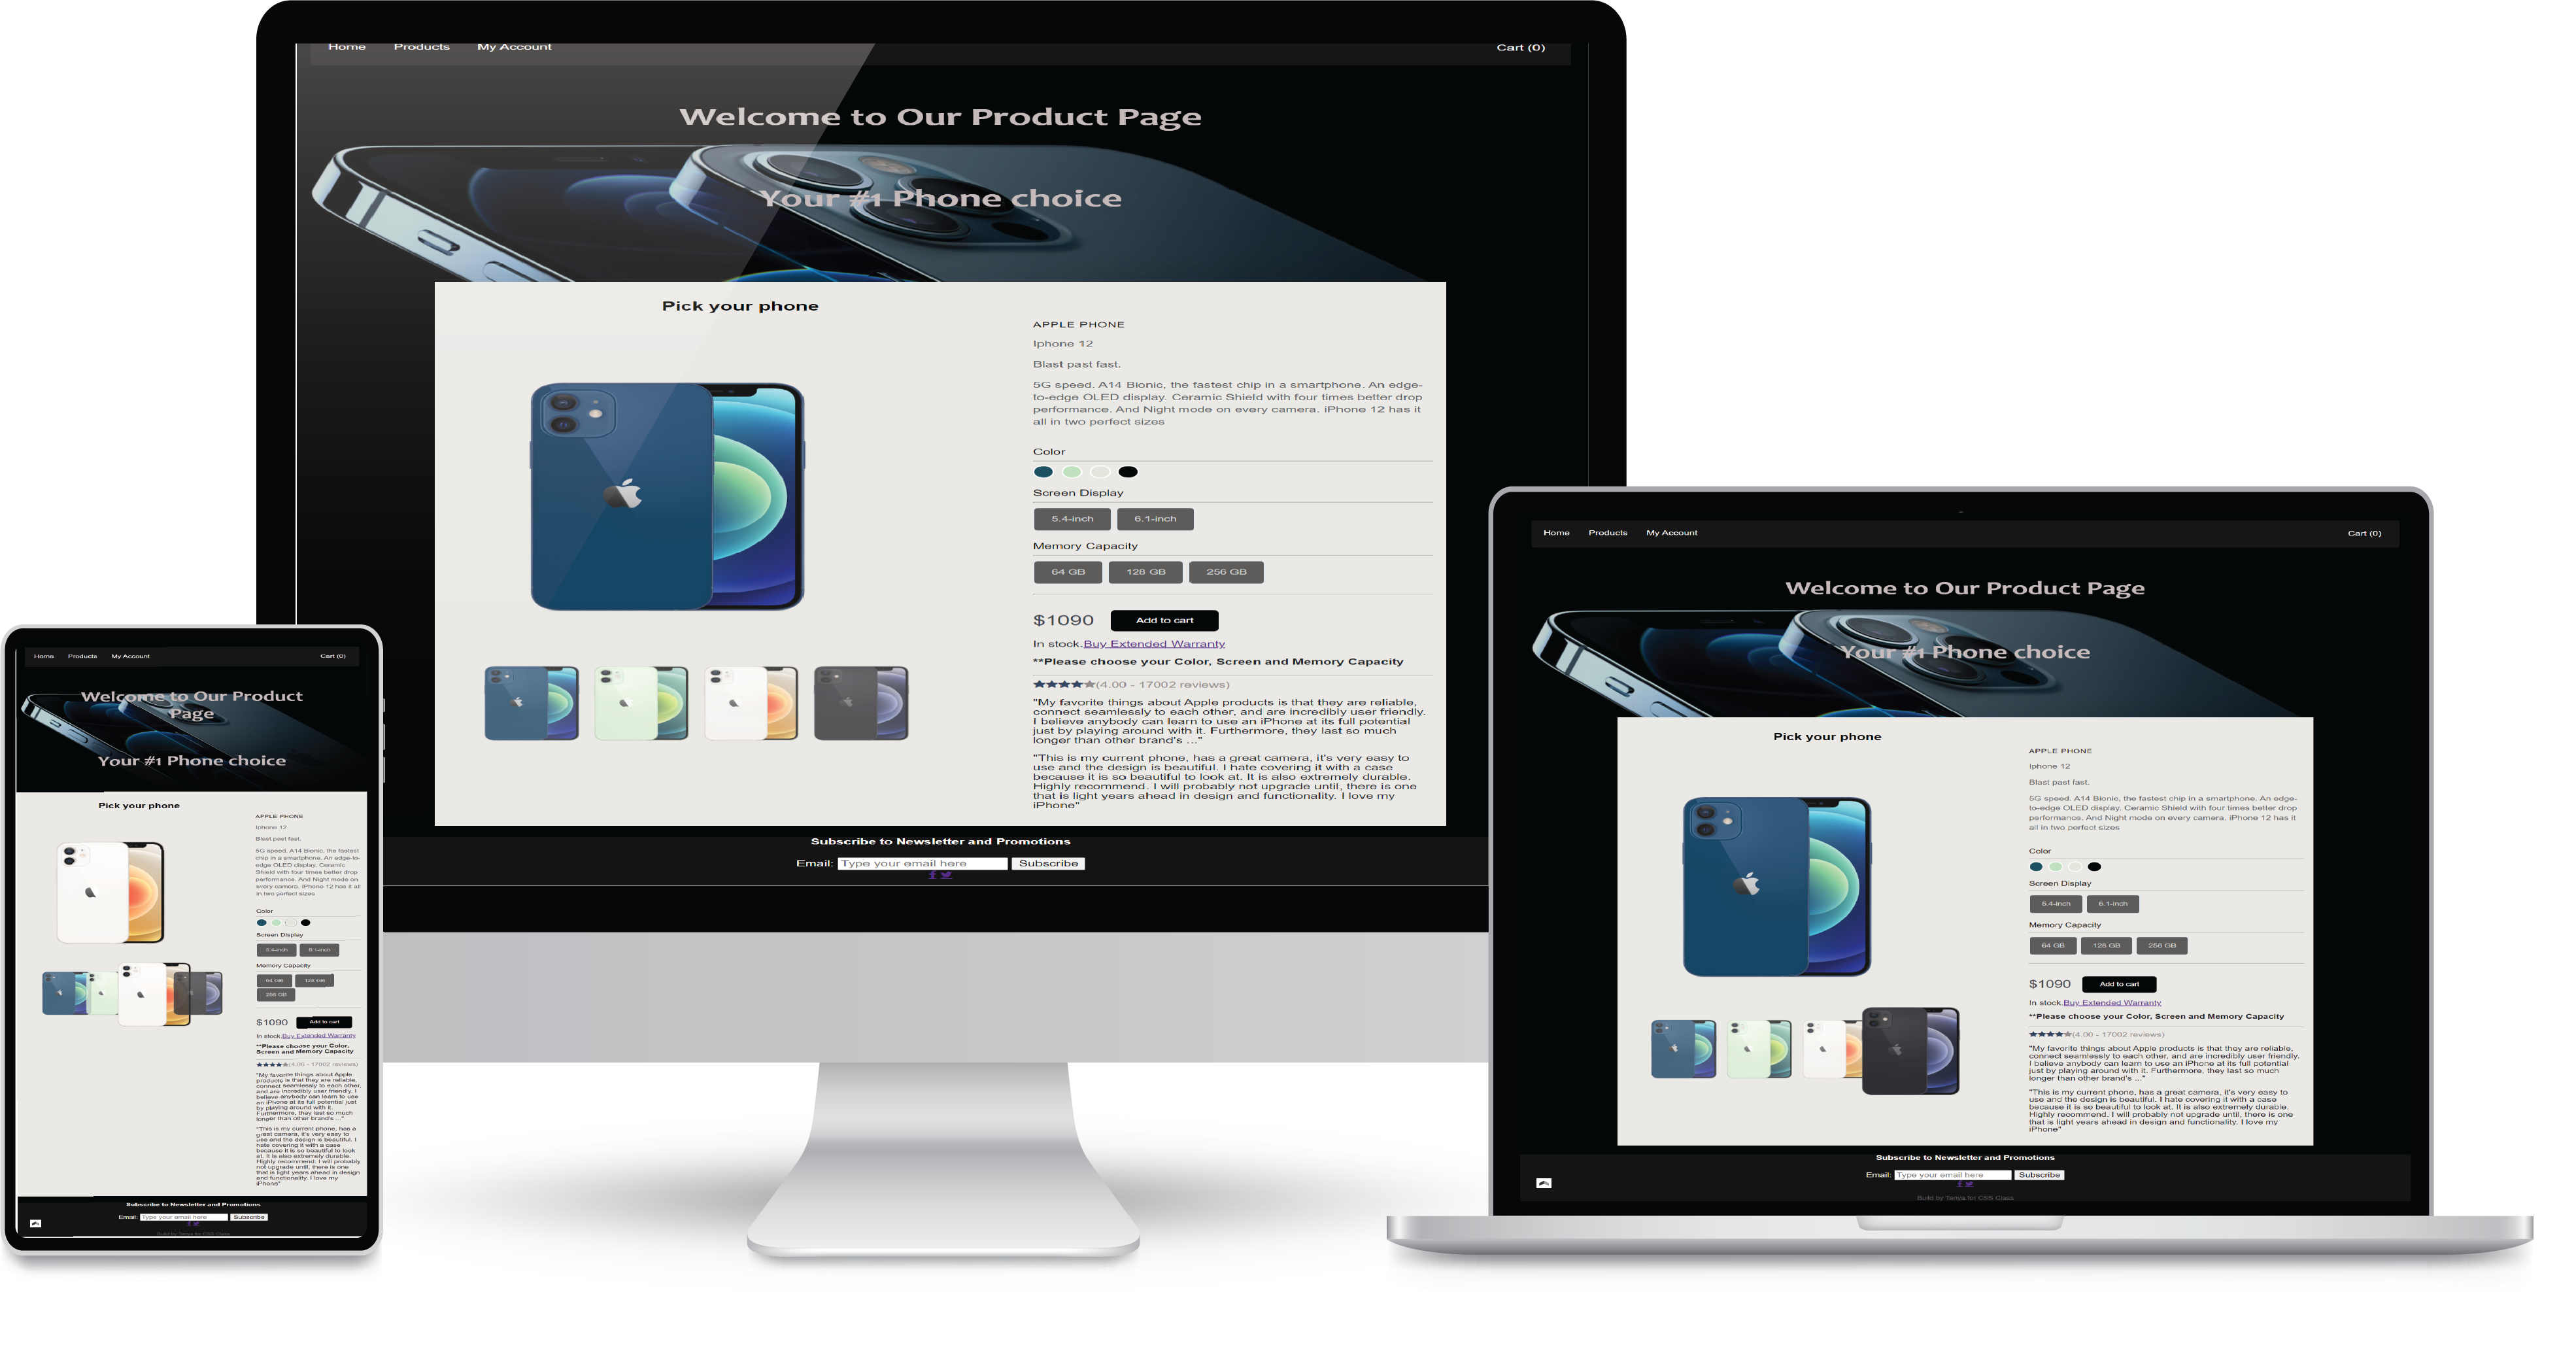 Home Products My Account Cart (0)
Welcome to Our Product Page
Your #1 Phone choice
Pick your phone
APPLE PHONE
Iphone 12
Blast past fast.
5G speed. A14 Bionic, the fastest chip in a smartphone. An edge-
to-edge OLED display. Ceramic Shield with four times better drop
performance. And Night mode on every camera. iPhone 12 has it
all in two perfect sizes
Color
Screen Display
5.4-inch 6.1-inch
Memory Capacity
64 GB 128 GB 256 GB
$1090 Add to cart
In stock.Buy Extended Warranty
**Please choose your Color, Screen and Memory Capacity
(4.00 - 17002 reviews)
"My favorite things about Apple products is that they are reliable,
connect seamlessly to each other, and are incredibly user friendly.
I believe anybody can learn to use an iPhone at its full potential
just by playing around with it. Furthermore, they last so much
longer than other brand's ..."
"This is my current phone, has a great camera, it's very easy to
use and the design is beautiful. I hate covering it with a case
because it is so beautiful to look at. It is also extremely durable.
Highly recommend. I will probably not upgrade until, there is one
that is light years ahead in design and functionality. I love my
iPhone"
Subscribe to Newsletter and Promotions
Email: Type your email here Subscribe
Home Products My Account Cart (0)
Welcome to Our Product
Page
Your #1 Phone choice
Pick your phone
APPLE PHONE
Iphone 12
Blast past fast.
5G speed. A14 Bionic, the fastest
chip in a smartphone. An edge-to-
edge OLED display. Ceramic
Shield with four times better drop
performance. And Night mode on
every camera. iPhone 12 has it all
in two perfect sizes
Color
Screen Display
5.4-inch 6.1-inch
Memory Capacity
64 GB 128 GB
256 GB
$1090 Add to cart
In stock.Buy Extended Warranty
**Please choose your Color,
Screen and Memory Capacity
(4.00 - 17002 reviews)
"My favorite things about Apple
products is that they are reliable,
connect seamlessly to each other,
and are incredibly user friendly. I
believe anybody can learn to use
an iPhone at its full potential just
by playing around with it.
Furthermore, they last so much
longer than other brand's ..."
"This is my current phone, has a
great camera, it's very easy to
use and the design is beautiful. I
hate covering it with a case
because it is so beautiful to look
at. It is also extremely durable.
Highly recommend. I will probably
not upgrade until, there is one
that is light years ahead in design
and functionality. I love my
iPhone"
Subscribe to Newsletter and Promotions
Email: Type your email here Subscribe
Build by Tanya for CSS Class
Home Products My Account Cart (0)
Welcome to Our Product Page
Your #1 Phone choice
Pick your phone
APPLE PHONE
Iphone 12
Blast past fast.
5G speed. A14 Bionic, the fastest chip in a smartphone. An edge-
to-edge OLED display. Ceramic Shield with four times better drop
performance. And Night mode on every camera. iPhone 12 has it
all in two perfect sizes
Color
Screen Display
5.4-inch 6.1-inch
Memory Capacity
64 GB 128 GB 256 GB
$1090 Add to cart
In stock.Buy Extended Warranty
**Please choose your Color, Screen and Memory Capacity
(4.00 - 17002 reviews)
"My favorite things about Apple products is that they are reliable,
connect seamlessly to each other, and are incredibly user friendly.
I believe anybody can learn to use an iPhone at its full potential
just by playing around with it. Furthermore, they last so much
longer than other brand's ..."
"This is my current phone, has a great camera, it's very easy to
use and the design is beautiful. I hate covering it with a case
because it is so beautiful to look at. It is also extremely durable.
Highly recommend. I will probably not upgrade until, there is one
that is light years ahead in design and functionality. I love my
iPhone"
Subscribe to Newsletter and Promotions
Email: Type your email here Subscribe
Build by Tanya for CSS Class